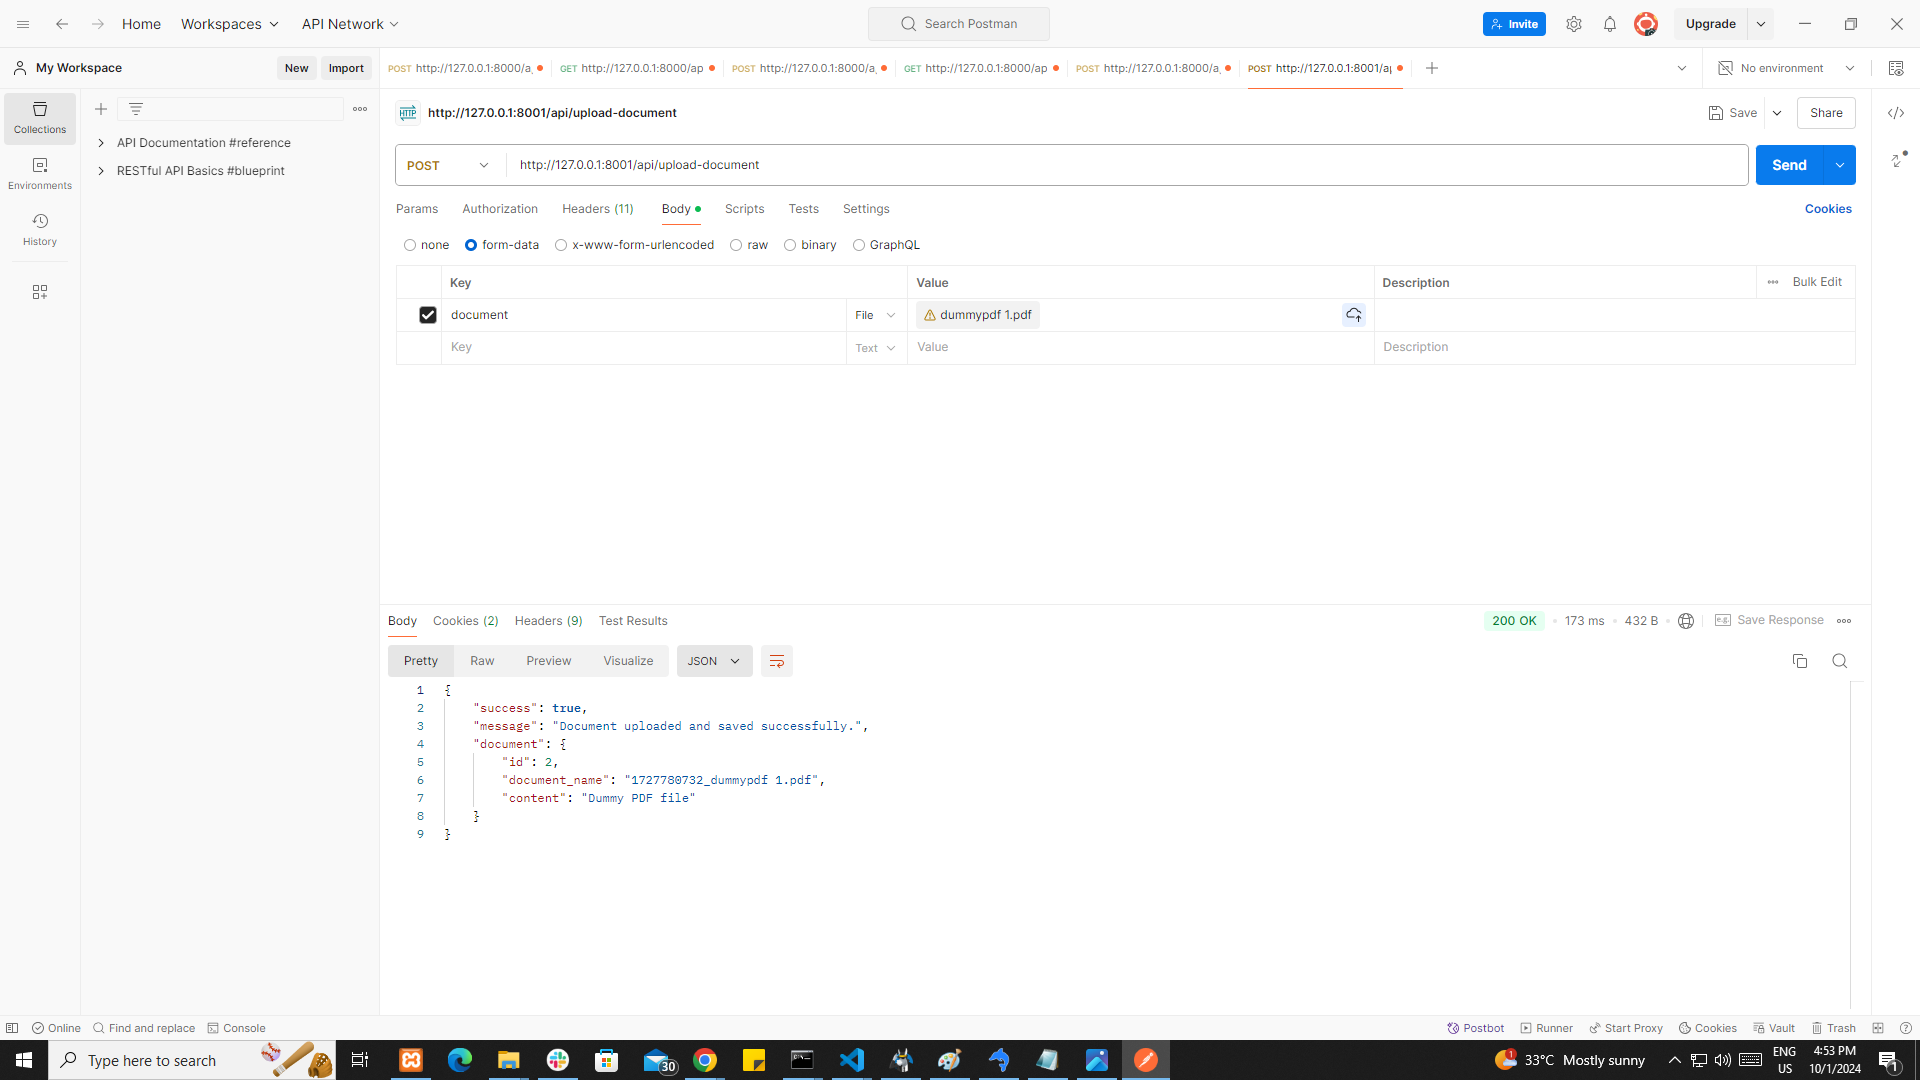 Home
Workspaces
API Network
Search Postman
Invite
Upgrade
My Workspace
New
Import
POST http://127.0.0.1:8000/a
GET http://127.0.0.1:8000/ap
POST http://127.0.0.1:8000/a
GET http://127.0.0.1:8000/ap
POST http://127.0.0.1:8000/a
POST http://127.0.0.1:8001/a
No environment
Collections
Environments
History
API Documentation #reference
RESTful API Basics #blueprint
HTTP http://127.0.0.1:8001/api/upload-document
Save
Share
POST
http://127.0.0.1:8001/api/upload-document
Send
Params
Authorization
Headers (11)
Body
Scripts
Tests
Settings
Cookies
none
form-data
x-www-form-urlencoded
raw
binary
GraphQL
Key
Value
Description
Bulk Edit
document
File
dummypdf 1.pdf
Key
Text
Value
Description
Body
Cookies (2)
Headers (9)
Test Results
200 OK
173 ms
432 B
e.g. Save Response
Pretty
Raw
Preview
Visualize
JSON
1 {
2 "success": true,
3 "message": "Document uploaded and saved successfully.",
4 "document": {
5 "id": 2,
6 "document_name": "1727780732_dummypdf 1.pdf",
7 "content": "Dummy PDF file"
8 }
9 }
Online
Find and replace
Console
Postbot
Runner
Start Proxy
Cookies
Vault
Trash
Type here to search
30
1
33°C Mostly sunny
ENG
US
4:53 PM
10/1/2024
1